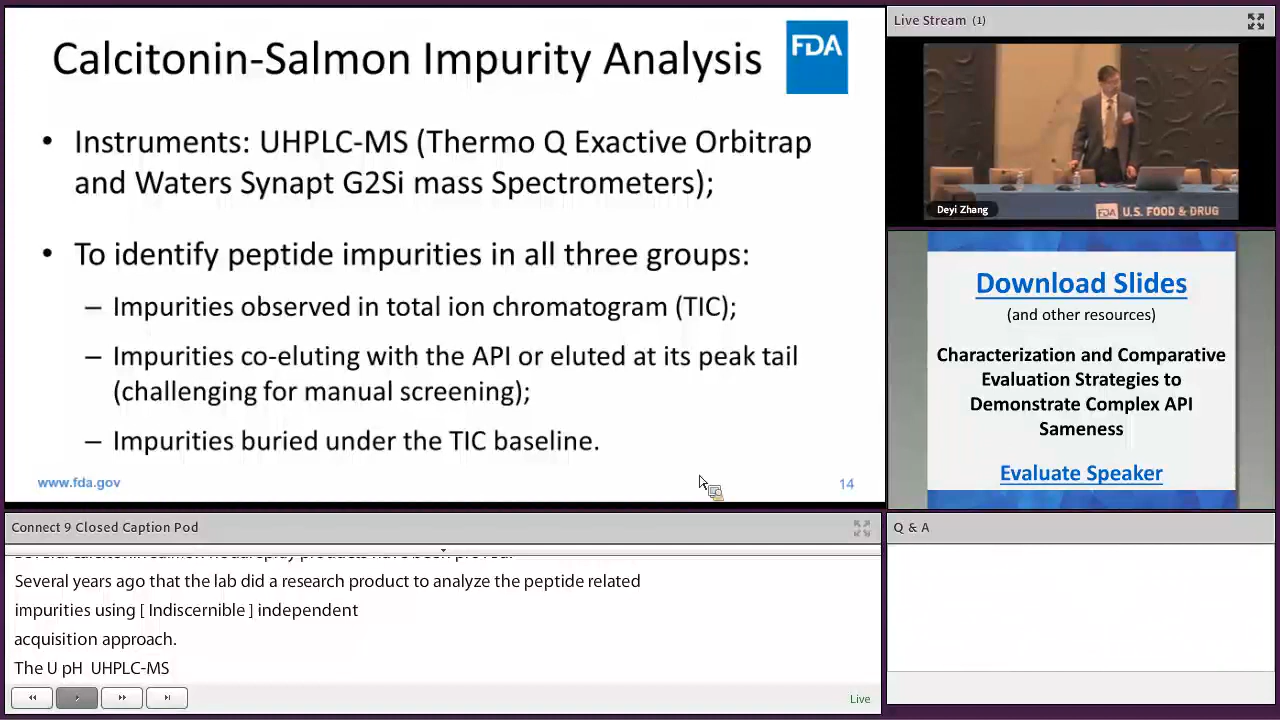 Calcitonin-Salmon Impurity Analysis
FDA
• Instruments: UHPLC-MS (Thermo Q Exactive Orbitrap
and Waters Synapt G2Si mass Spectrometers);
• To identify peptide impurities in all three groups:
– Impurities observed in total ion chromatogram (TIC);
– Impurities co-eluting with the API or eluted at its peak tail
(challenging for manual screening);
– Impurities buried under the TIC baseline.
www.fda.gov
14
Live Stream (1)
Deyi Zhang
FDA U.S. FOOD & DRUG
Download Slides
(and other resources)
Characterization and Comparative
Evaluation Strategies to
Demonstrate Complex API
Sameness
Evaluate Speaker
Connect 9 Closed Caption Pod
Several years ago that the lab did a research product to analyze the peptide related
impurities using [ Indiscernible ] independent
acquisition approach.
The U pH UHPLC-MS
Live
Q & A